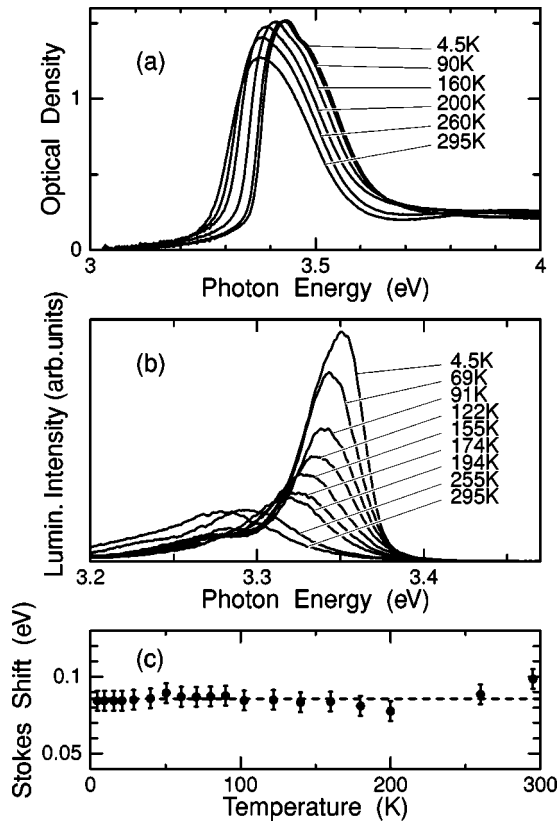 (a)
Optical Density
1
0
4.5K
90K
160K
200K
260K
295K
3 3.5 4
Photon Energy (eV)
(b)
Lumin. Intensity (arb.units)
4.5K
69K
91K
122K
155K
174K
194K
255K
295K
3.2 3.3 3.4
Photon Energy (eV)
(c)
Stokes Shift (eV)
0.1
0.05
0 100 200 300
Temperature (K)